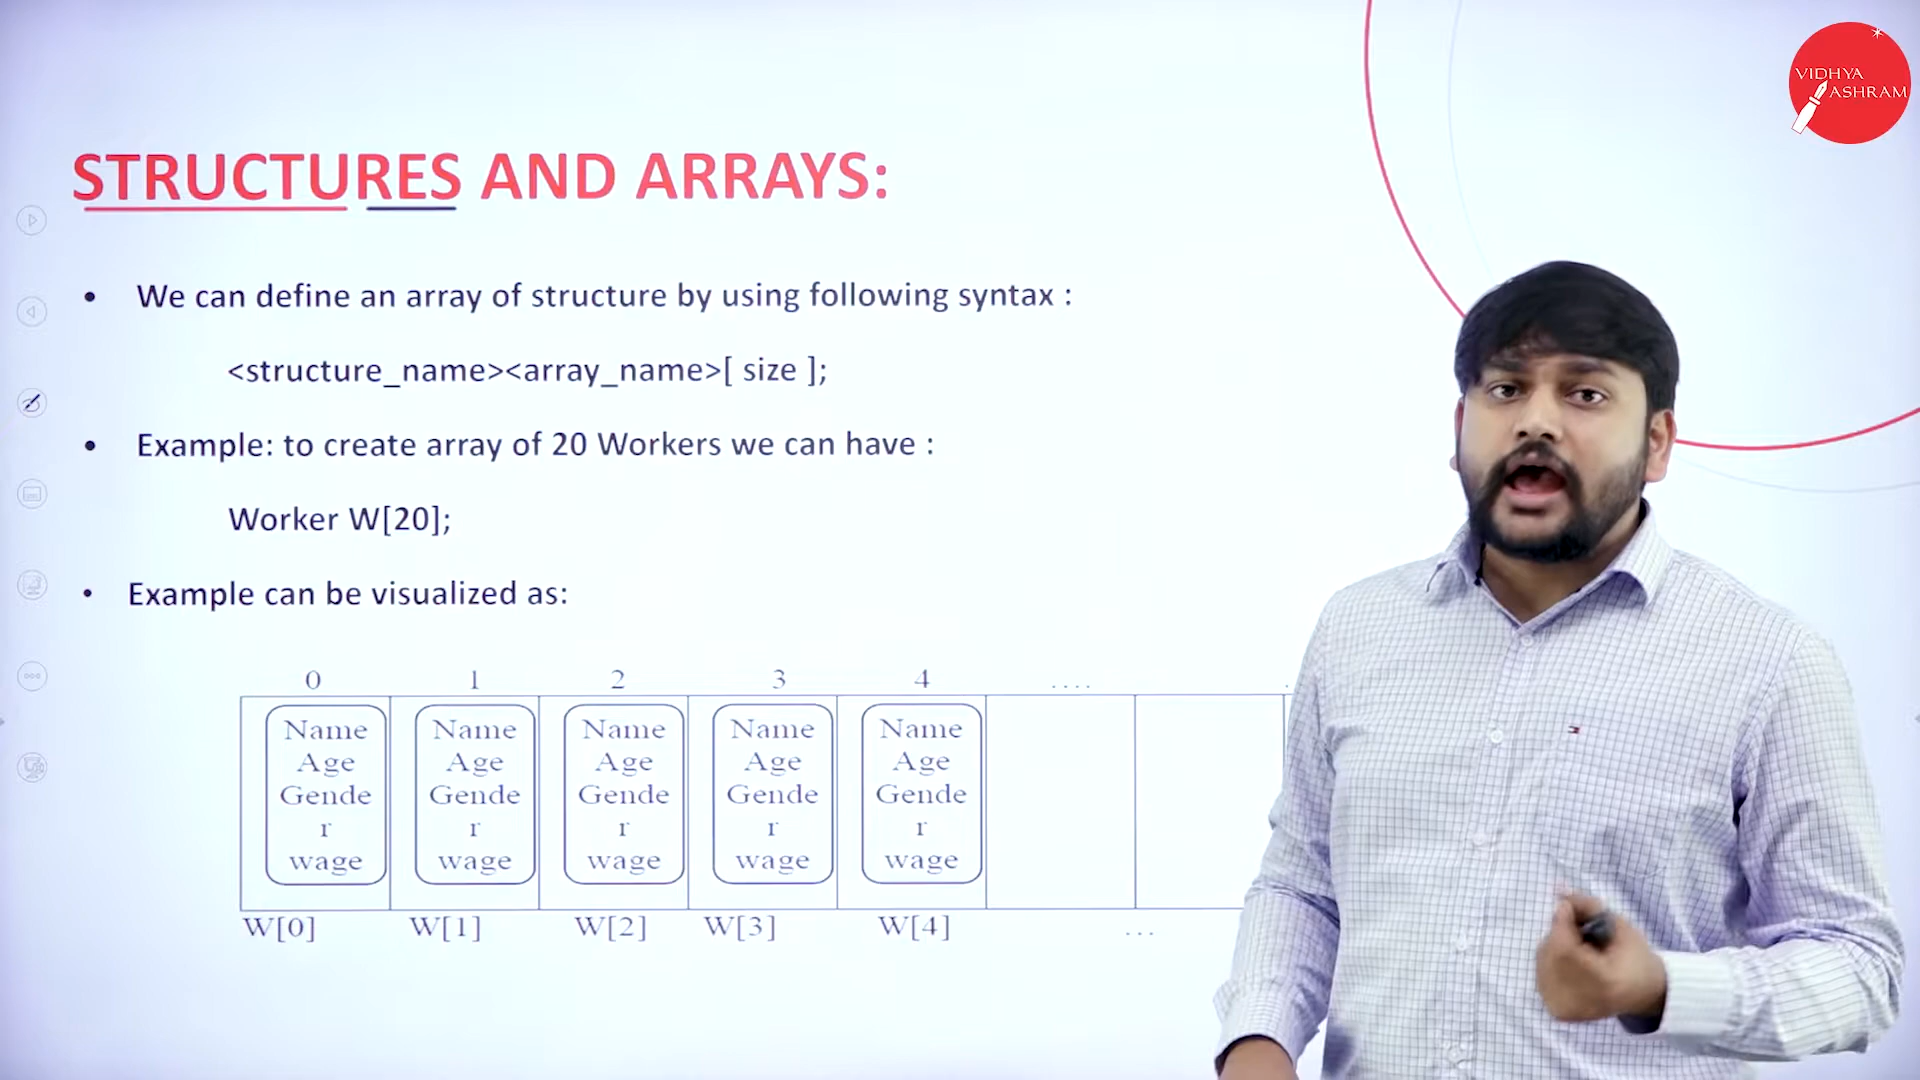 VIDHYA
ASHRAM
STRUCTURES AND ARRAYS:
• We can define an array of structure by using following syntax :
<structure_name><array_name>[ size ];
• Example: to create array of 20 Workers we can have :
Worker W[20];
• Example can be visualized as:
0 1 2 3 4 ....
Name Name Name Name Name
Age Age Age Age Age
Gende Gende Gende Gende Gende
r r r r r
wage wage wage wage wage
W[0] W[1] W[2] W[3] W[4] ...